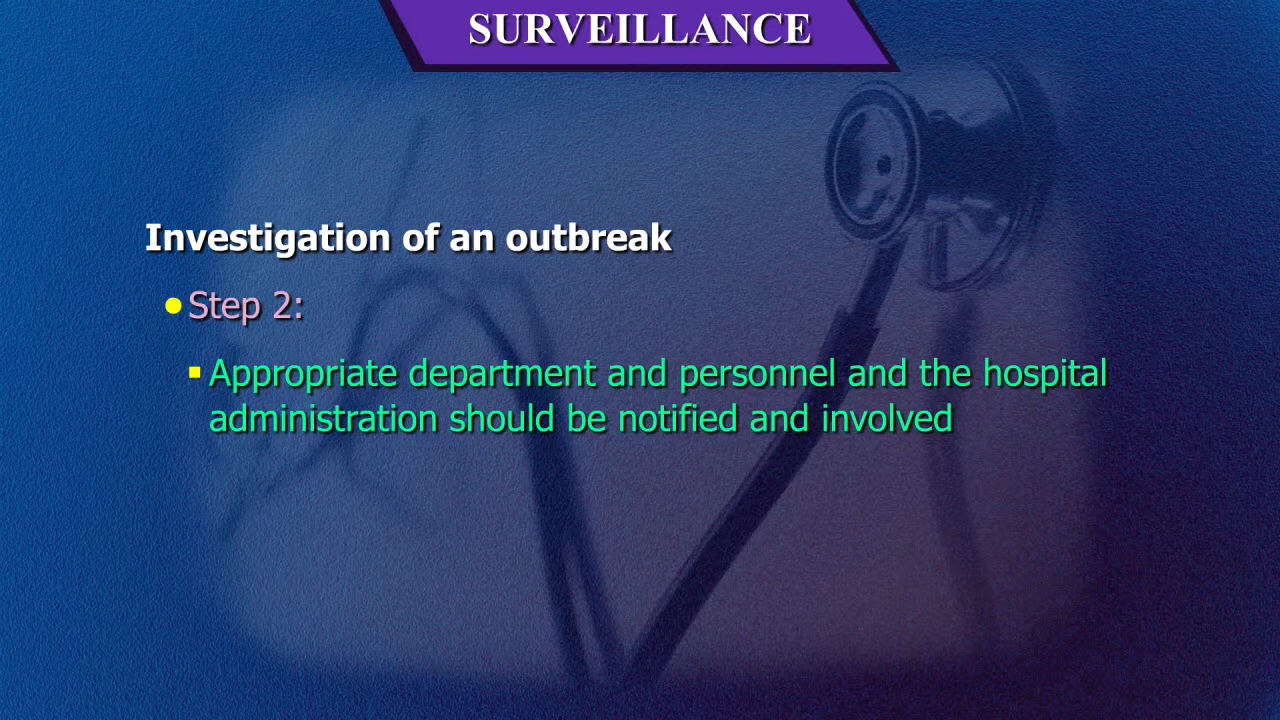 SURVEILLANCE
Investigation of an outbreak
• Step 2:
▪ Appropriate department and personnel and the hospital
administration should be notified and involved